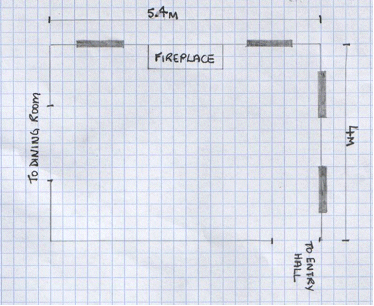 5.4M
FIREPLACE
4M
TO DINING ROOM
TO ENTRY
HALL